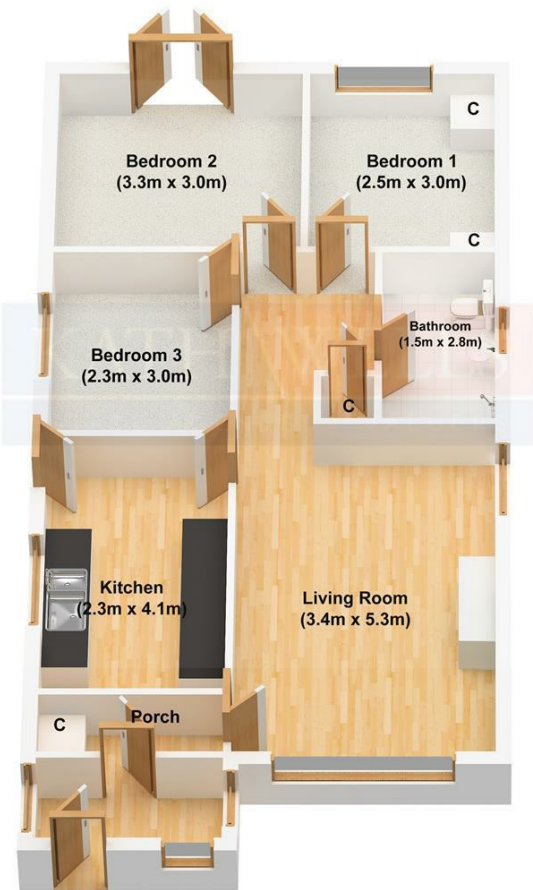 Bedroom 2
(3.3m x 3.0m)
Bedroom 1
(2.5m x 3.0m)
C
C
Bathroom
(1.5m x 2.8m)
Bedroom 3
(2.3m x 3.0m)
C
Kitchen
(2.3m x 4.1m)
Living Room
(3.4m x 5.3m)
Porch
C